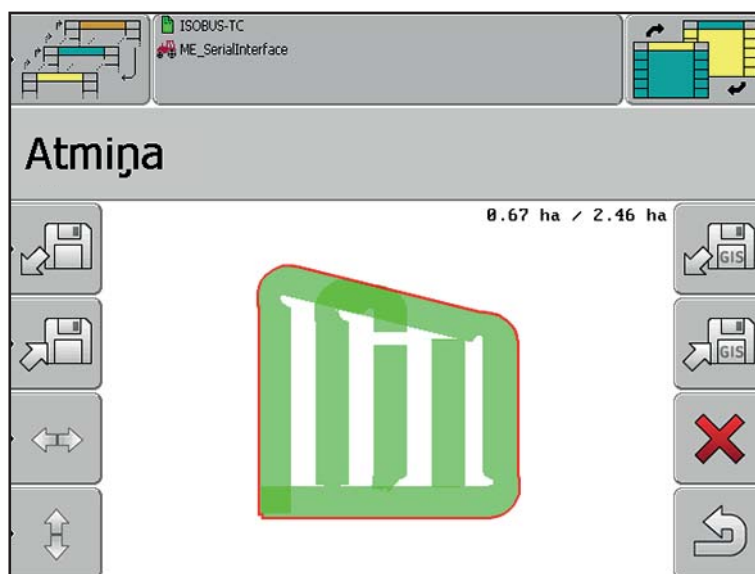 ISOBUS-TC
ME_SerialInterface
Atmiņa
0.67 ha / 2.46 ha
GIS
GIS